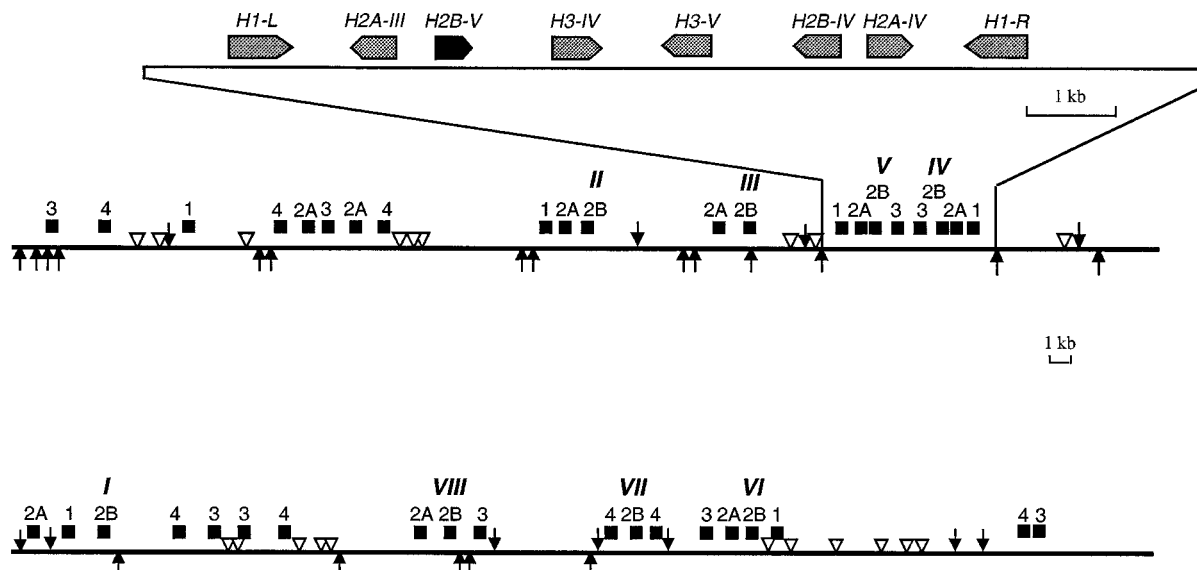 H1-L H2A-III H2B-V H3-IV H3-V H2B-IV H2A-IV H1-R
1 kb
II III V IV
3 4 1 4 2A 3 2A 4 1 2A 2B 2A 2B 1 2A 2B 3 3 2B 2A 1
1 kb
I VIII VII VI
2A 1 2B 4 3 3 4 2A 2B 3 4 2B 4 3 2A 2B 1 4 3